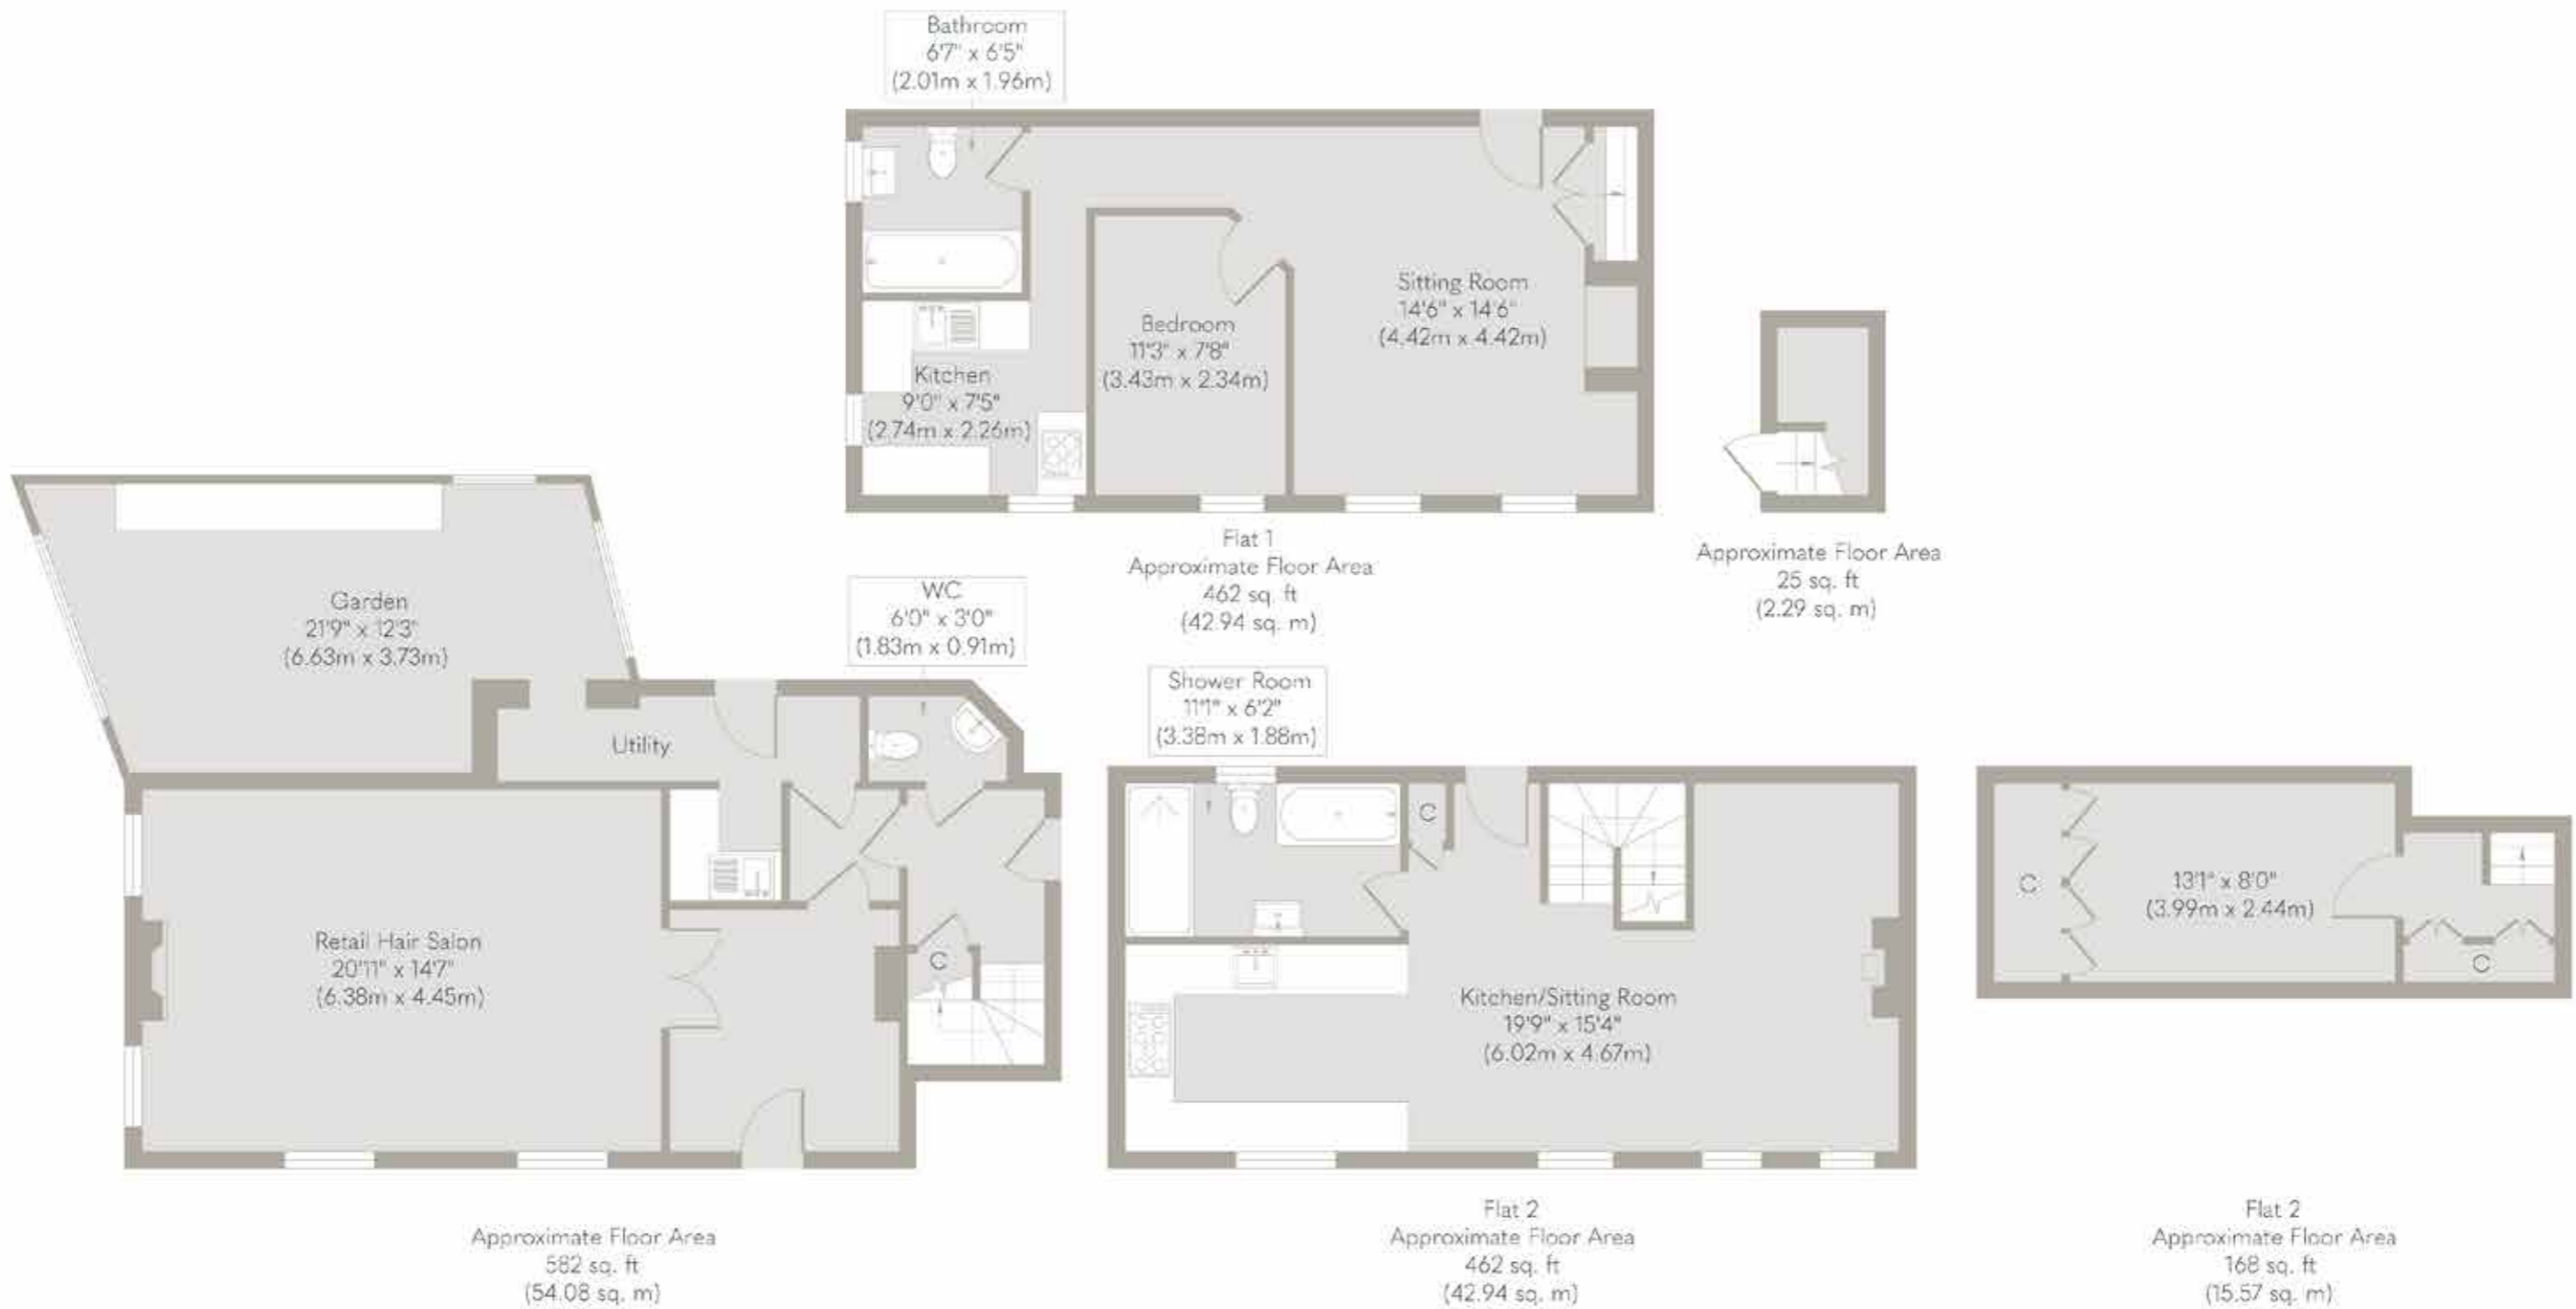 Bathroom
6'7" x 6'5"
(2.01m x 1.96m)
Sitting Room
14'6" x 14'6"
(4.42m x 4.42m)
Bedroom
11'3" x 7'8"
(3.43m x 2.34m)
Kitchen
9'0" x 7'5"
(2.74m x 2.26m)
Flat 1
Approximate Floor Area
462 sq. ft
(42.94 sq. m)
Approximate Floor Area
25 sq. ft
(2.29 sq. m)
Garden
21'9" x 12'3"
(6.63m x 3.73m)
WC
6'0" x 3'0"
(1.83m x 0.91m)
Utility
Retail Hair Salon
20'11" x 14'7"
(6.38m x 4.45m)
C
Approximate Floor Area
582 sq. ft
(54.08 sq. m)
Shower Room
11'1" x 6'2"
(3.38m x 1.88m)
C
Kitchen/Sitting Room
19'9" x 15'4"
(6.02m x 4.67m)
Flat 2
Approximate Floor Area
462 sq. ft
(42.94 sq. m)
C
13'1" x 8'0"
(3.99m x 2.44m)
C
Flat 2
Approximate Floor Area
168 sq. ft
(15.57 sq. m)